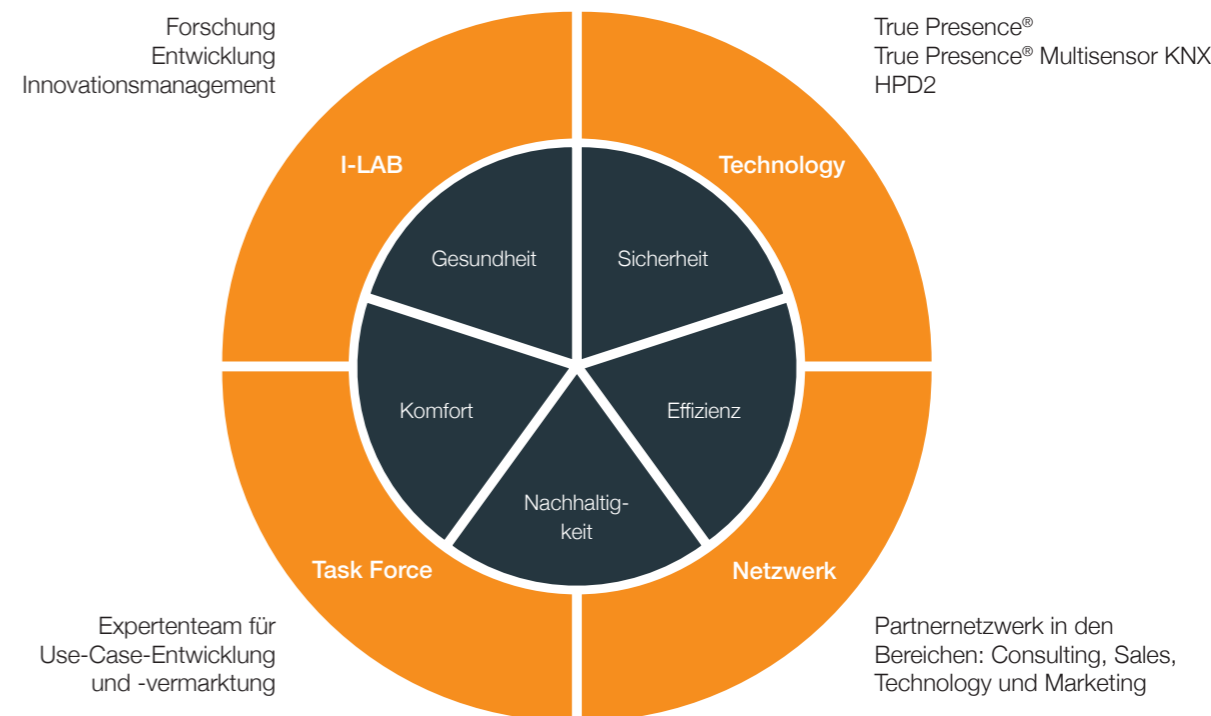 Forschung
Entwicklung
Innovationsmanagement
True Presence®
True Presence® Multisensor KNX
HPD2
I-LAB
Technology
Gesundheit
Sicherheit
Komfort
Effizienz
Nachhaltig-
keit
Task Force
Netzwerk
Expertenteam für
Use-Case-Entwicklung
und -vermarktung
Partnernetzwerk in den
Bereichen: Consulting, Sales,
Technology und Marketing